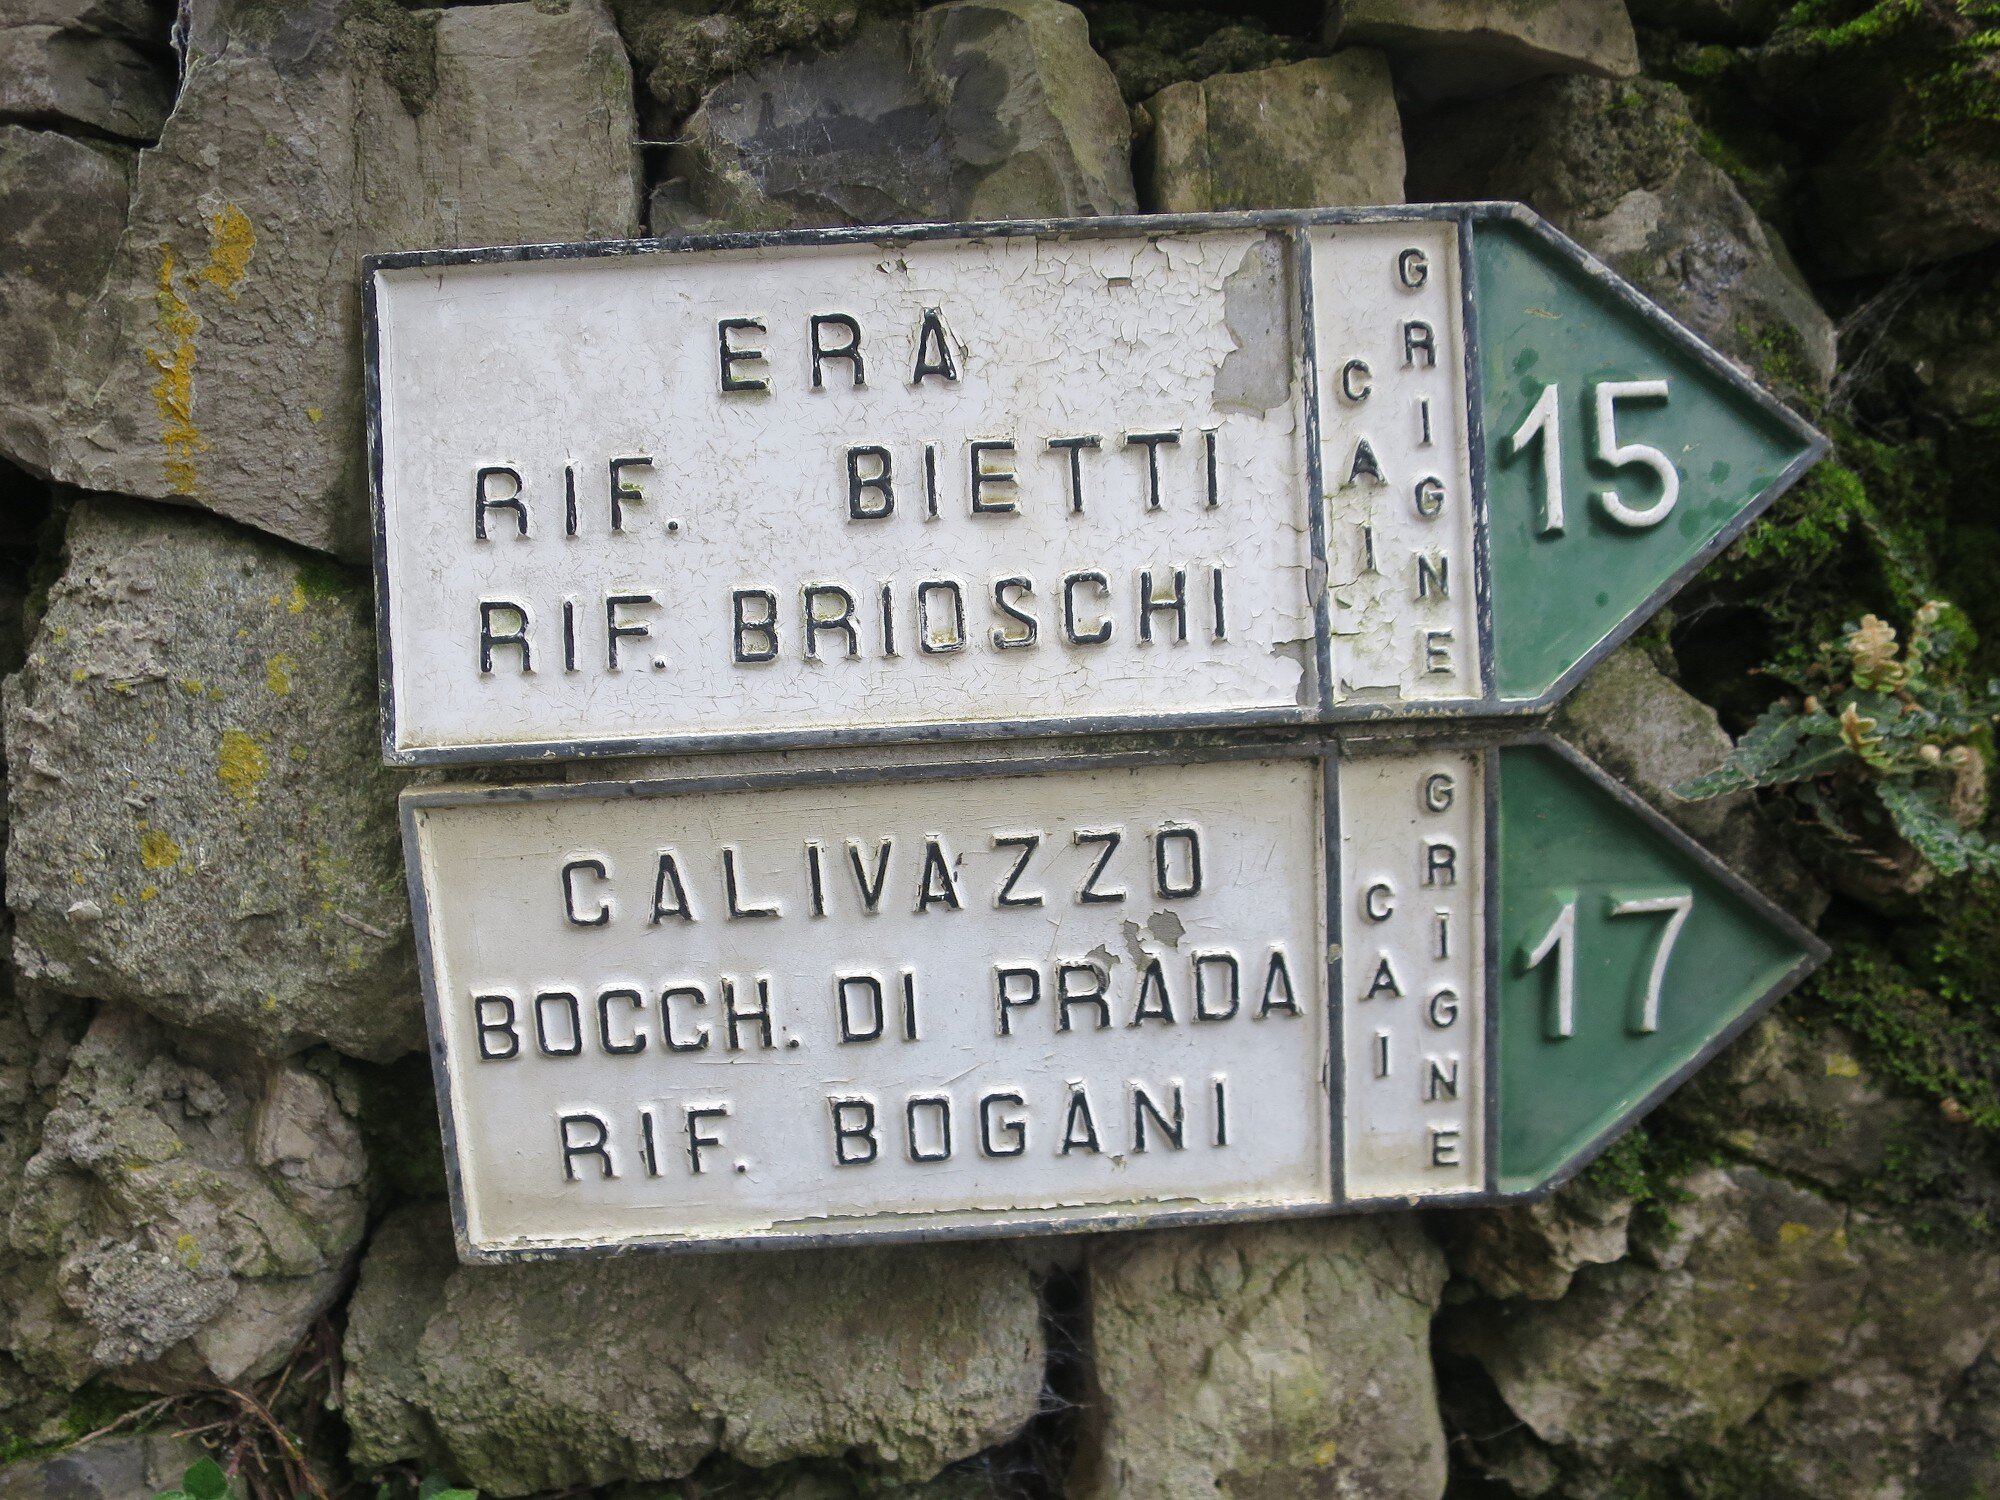 ERA
RIF. BIETTI
RIF. BRIOSCHI
CAI
GRIGNE
15
CALIVAZZO
BOCCH. DI PRADA
RIF. BOGANI
CAI
GRIGNE
17